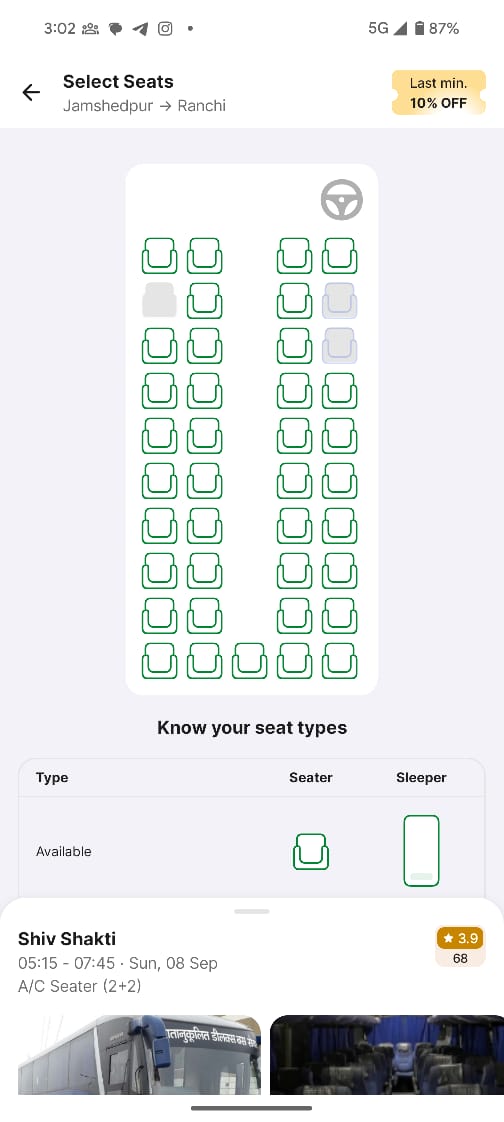 3:02
5G 87%
Select Seats
Jamshedpur → Ranchi
Last min.
10% OFF
Know your seat types
Type Seater Sleeper
Available
Shiv Shakti
★ 3.9
05:15 - 07:45 · Sun, 08 Sep
68
A/C Seater (2+2)
तानुकूलित डीलक्स बस